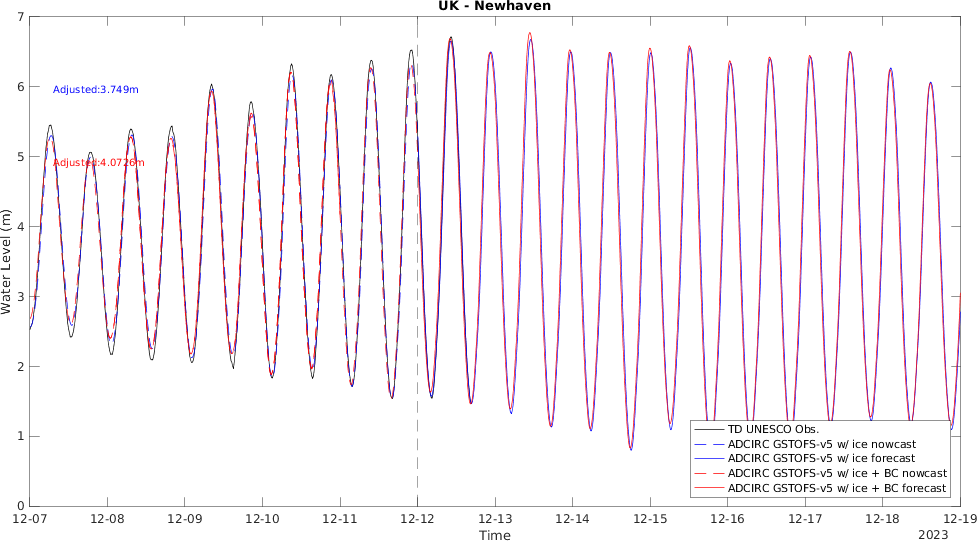 UK - Newhaven
7
6
5
4
3
2
1
0
Water Level (m)
Adjusted:3.749m
Adjusted:4.0726m
TD UNESCO Obs.
ADCIRC GSTOFS-v5 w/ ice nowcast
ADCIRC GSTOFS-v5 w/ ice forecast
ADCIRC GSTOFS-v5 w/ ice + BC nowcast
ADCIRC GSTOFS-v5 w/ ice + BC forecast
12-07 12-08 12-09 12-10 12-11 12-12 12-13 12-14 12-15 12-16 12-17 12-18 12-19
Time
2023